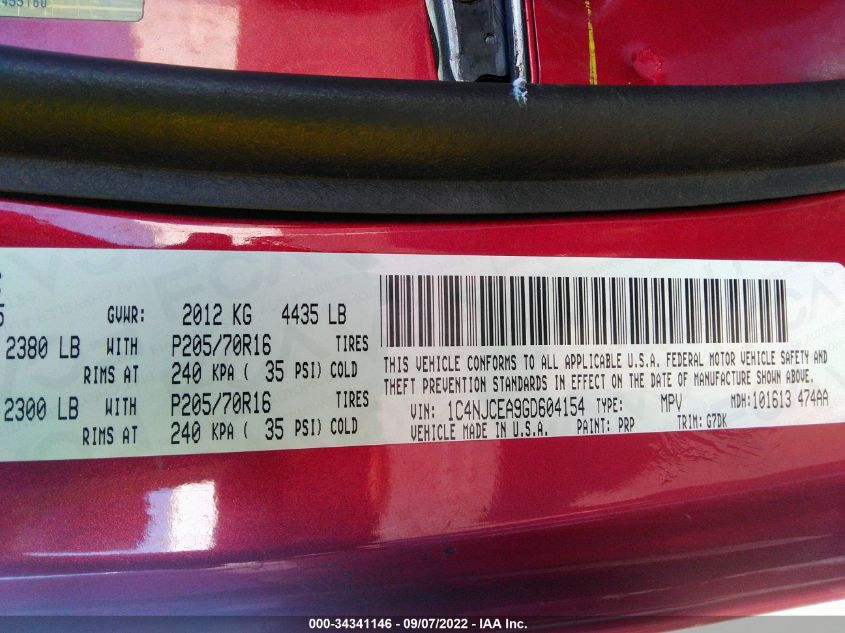 455160
5
GVWR: 2012 KG 4435 LB
2380 LB WITH P205/70R16 TIRES
RIMS AT 240 KPA ( 35 PSI) COLD
2300 LB WITH P205/70R16 TIRES
RIMS AT 240 KPA ( 35 PSI) COLD
THIS VEHICLE CONFORMS TO ALL APPLICABLE U.S.A. FEDERAL MOTOR VEHICLE SAFETY AND
THEFT PREVENTION STANDARDS IN EFFECT ON THE DATE OF MANUFACTURE SHOWN ABOVE.
VIN: 1C4NJCEA9GD604154 TYPE: MPV MDH:101613 474AA
VEHICLE MADE IN U.S.A. PAINT: PRP TRIM: G7DK
000-34341146 - 09/07/2022 - IAA Inc.